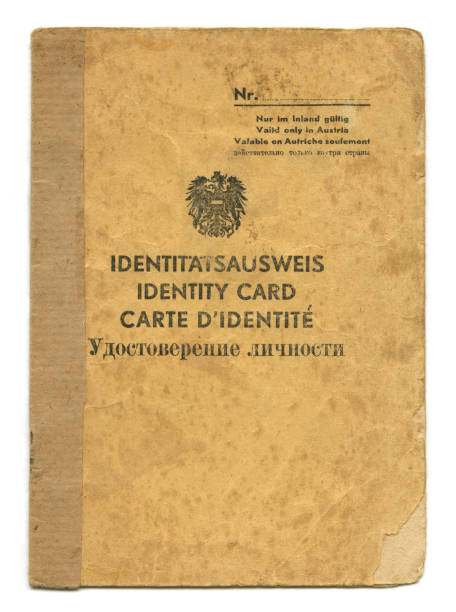 Nr.
Nur im Inland gültig
Valid only in Austria
Valable en Autriche seulement
действительно только внутри страны
IDENTITÄTSAUSWEIS
IDENTITY CARD
CARTE D'IDENTITÉ
Удостоверение личности